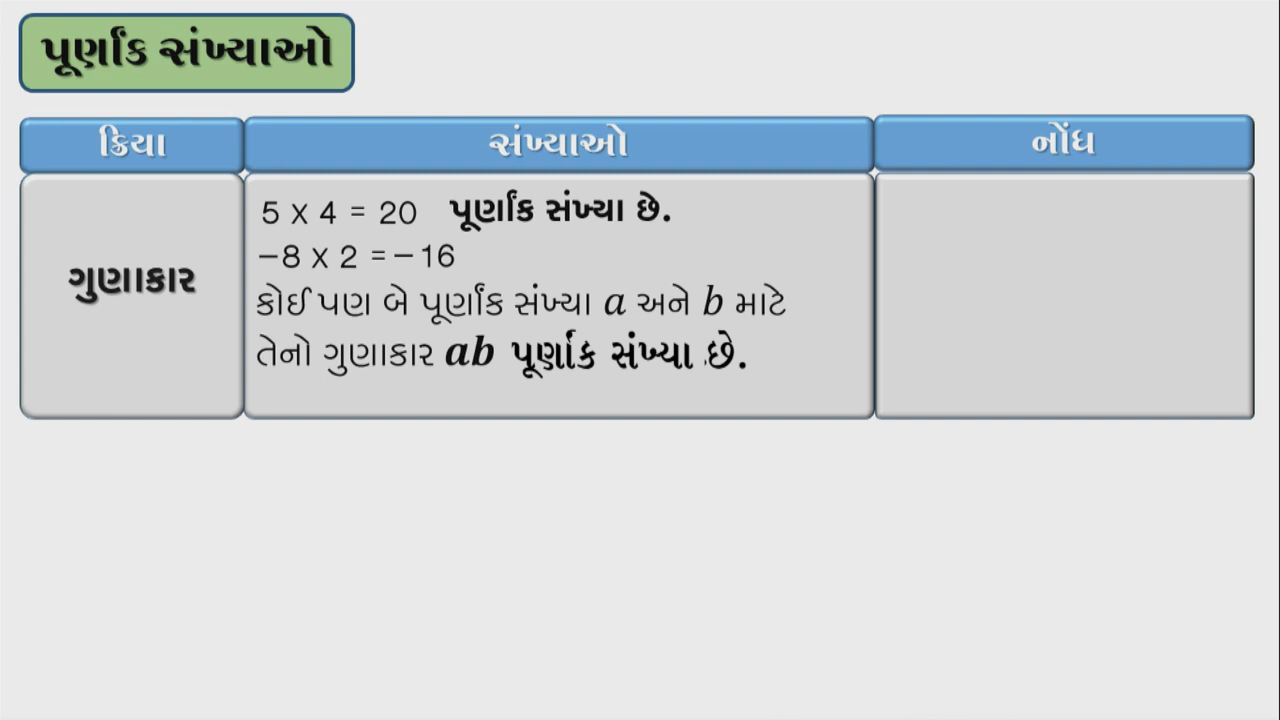 પૂર્ણાંક સંખ્યાઓ
ક્રિયા સંખ્યાઓ નોંધ
5 x 4 = 20 પૂર્ણાંક સંખ્યા છે.
−8 x 2 = − 16
ગુણાકાર
કોઈ પણ બે પૂર્ણાંક સંખ્યા a અને b માટે
તેનો ગુણાકાર ab પૂર્ણાંક સંખ્યા છે.